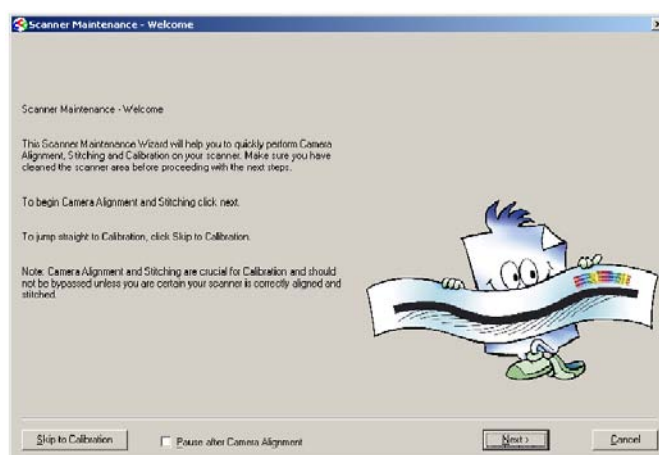 Scanner Maintenance - Welcome
Scanner Maintenance - Welcome
This Scanner Maintenance Wizard will help you to quickly perform Camera
Alignment, Stitching and Calibration on your scanner. Make sure you have
cleaned the scanner area before proceeding with the next steps.
To begin Camera Alignment and Stitching click next.
To jump straight to Calibration, click Skip to Calibration.
Note: Camera Alignment and Stitching are crucial for Calibration and should
not be bypassed unless you are certain your scanner is correctly aligned and
stitched.
Skip to Calibration
Pause after Camera Alignment
Next >
Cancel